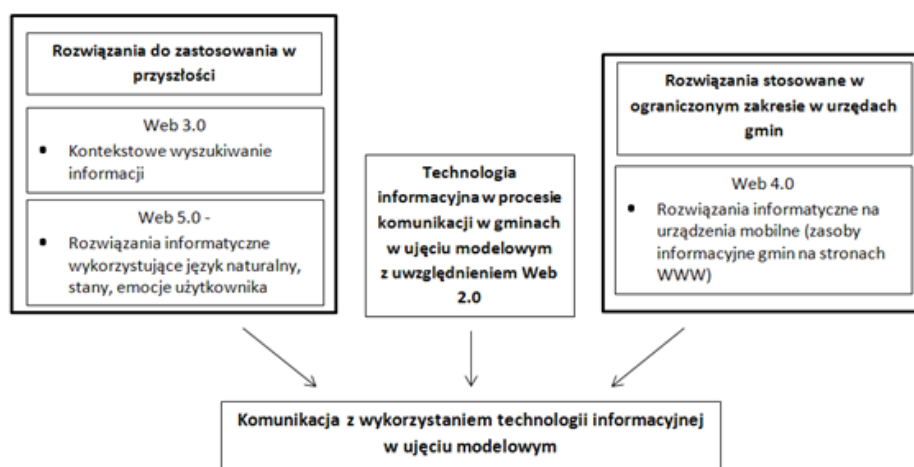 Rozwiązania do zastosowania w
przyszłości
Web 3.0
• Kontekstowe wyszukiwanie
informacji
Web 5.0 -
• Rozwiązania informatyczne
wykorzystujące język naturalny,
stany, emocje użytkownika
Technologia
informacyjna w procesie
komunikacji w gminach
w ujęciu modelowym
z uwzględnieniem Web
2.0
Rozwiązania stosowane w
ograniczonym zakresie w urzędach
gmin
Web 4.0
• Rozwiązania informatyczne na
urządzenia mobilne (zasoby
informacyjne gmin na stronach
WWW)
Komunikacja z wykorzystaniem technologii informacyjnej
w ujęciu modelowym